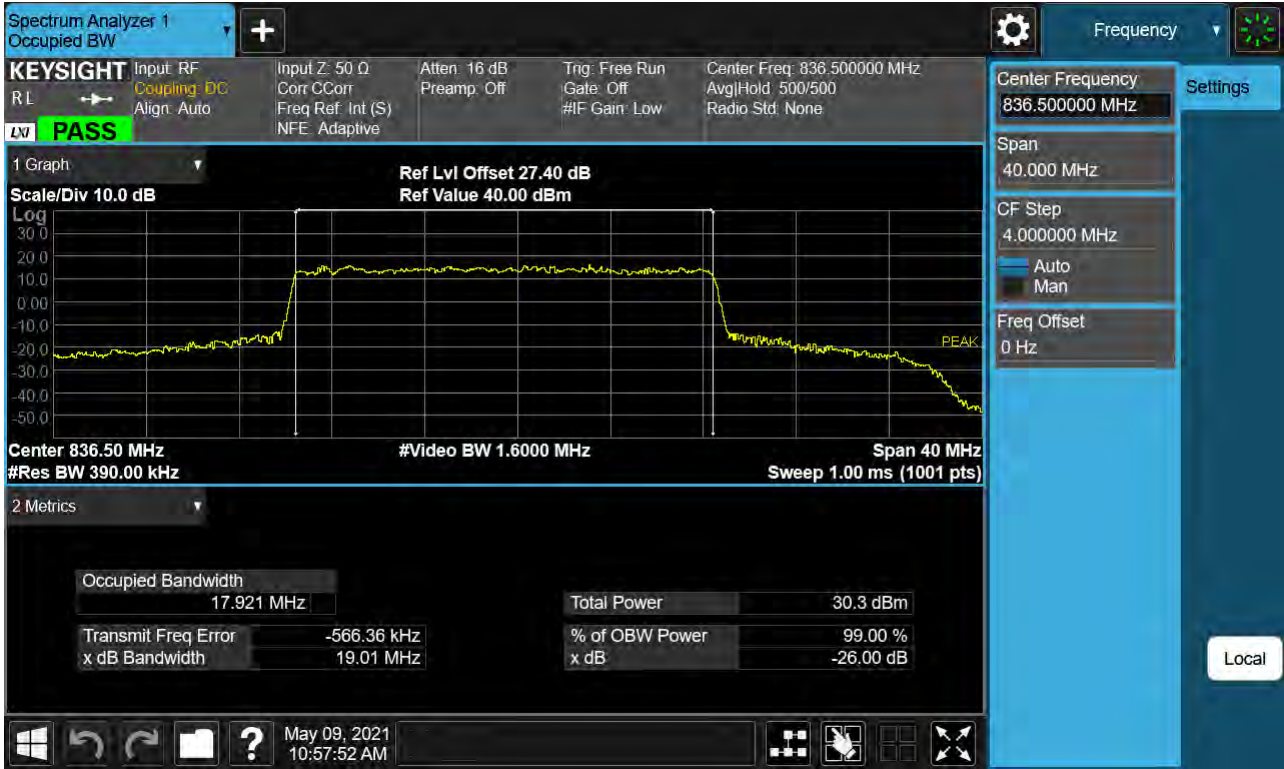 Spectrum Analyzer 1
Occupied BW
Frequency
KEYSIGHT
RL
LXI
PASS
Input: RF
Coupling: DC
Align: Auto
Input Z: 50 Ω
Corr CCorr
Freq Ref: Int (S)
NFE: Adaptive
Atten: 16 dB
Preamp: Off
Trig: Free Run
Gate: Off
#IF Gain: Low
Center Freq: 836.500000 MHz
Avg|Hold: 500/500
Radio Std: None
Center Frequency
836.500000 MHz
Settings
Span
40.000 MHz
CF Step
4.000000 MHz
Auto
Man
Freq Offset
0 Hz
Local
1 Graph
Scale/Div 10.0 dB
Ref Lvl Offset 27.40 dB
Ref Value 40.00 dBm
Log
30.0
20.0
10.0
0.00
-10.0
-20.0
-30.0
-40.0
-50.0
PEAK
Center 836.50 MHz
#Video BW 1.6000 MHz
Span 40 MHz
#Res BW 390.00 kHz
Sweep 1.00 ms (1001 pts)
2 Metrics
Occupied Bandwidth
17.921 MHz
Total Power 30.3 dBm
Transmit Freq Error -566.36 kHz
% of OBW Power 99.00 %
x dB Bandwidth 19.01 MHz
x dB -26.00 dB
?
May 09, 2021
10:57:52 AM